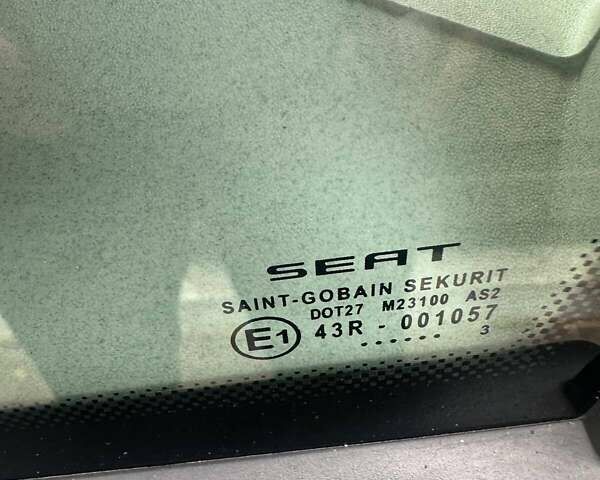 SEAT
SAINT-GOBAIN SEKURIT
DOT27 M23100 AS2
E1 43R - 001057
...... 3